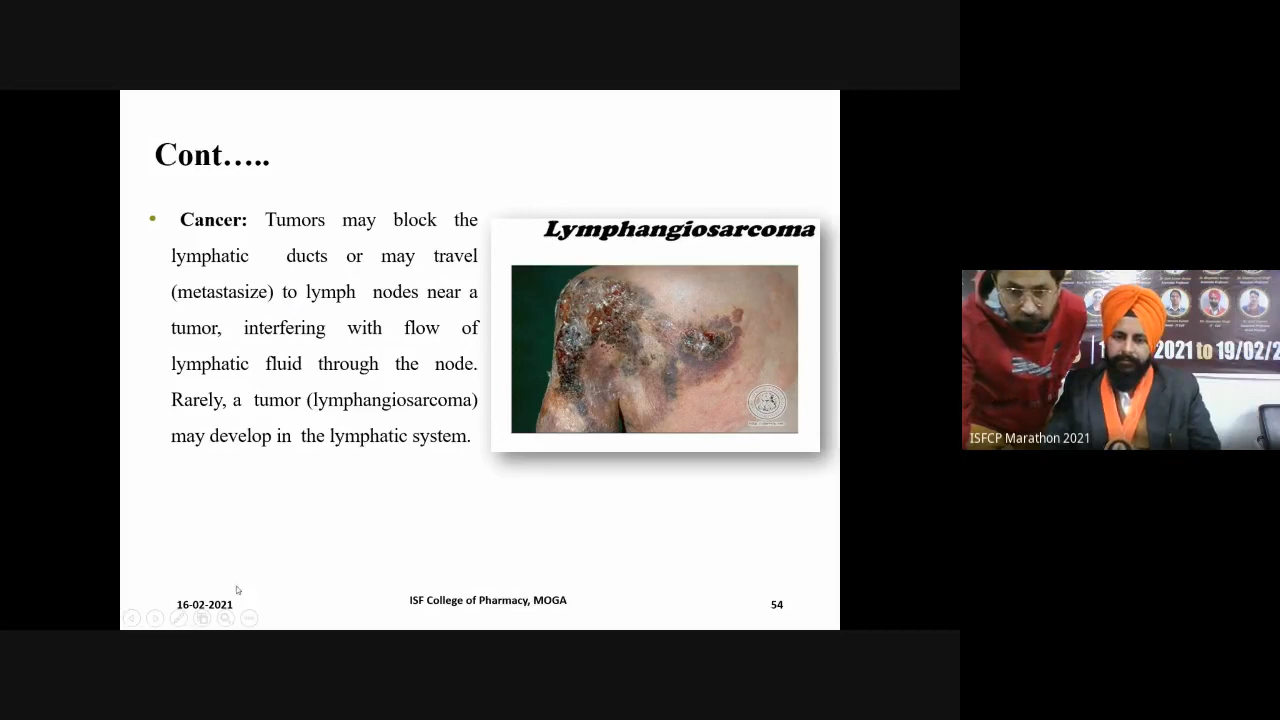 Cont…..
• Cancer: Tumors may block the
lymphatic ducts or may travel
(metastasize) to lymph nodes near a
tumor, interfering with flow of
lymphatic fluid through the node.
Rarely, a tumor (lymphangiosarcoma)
may develop in the lymphatic system.
Lymphangiosarcoma
16-02-2021
ISF College of Pharmacy, MOGA
54
2021 to 19/02/2
ISFCP Marathon 2021